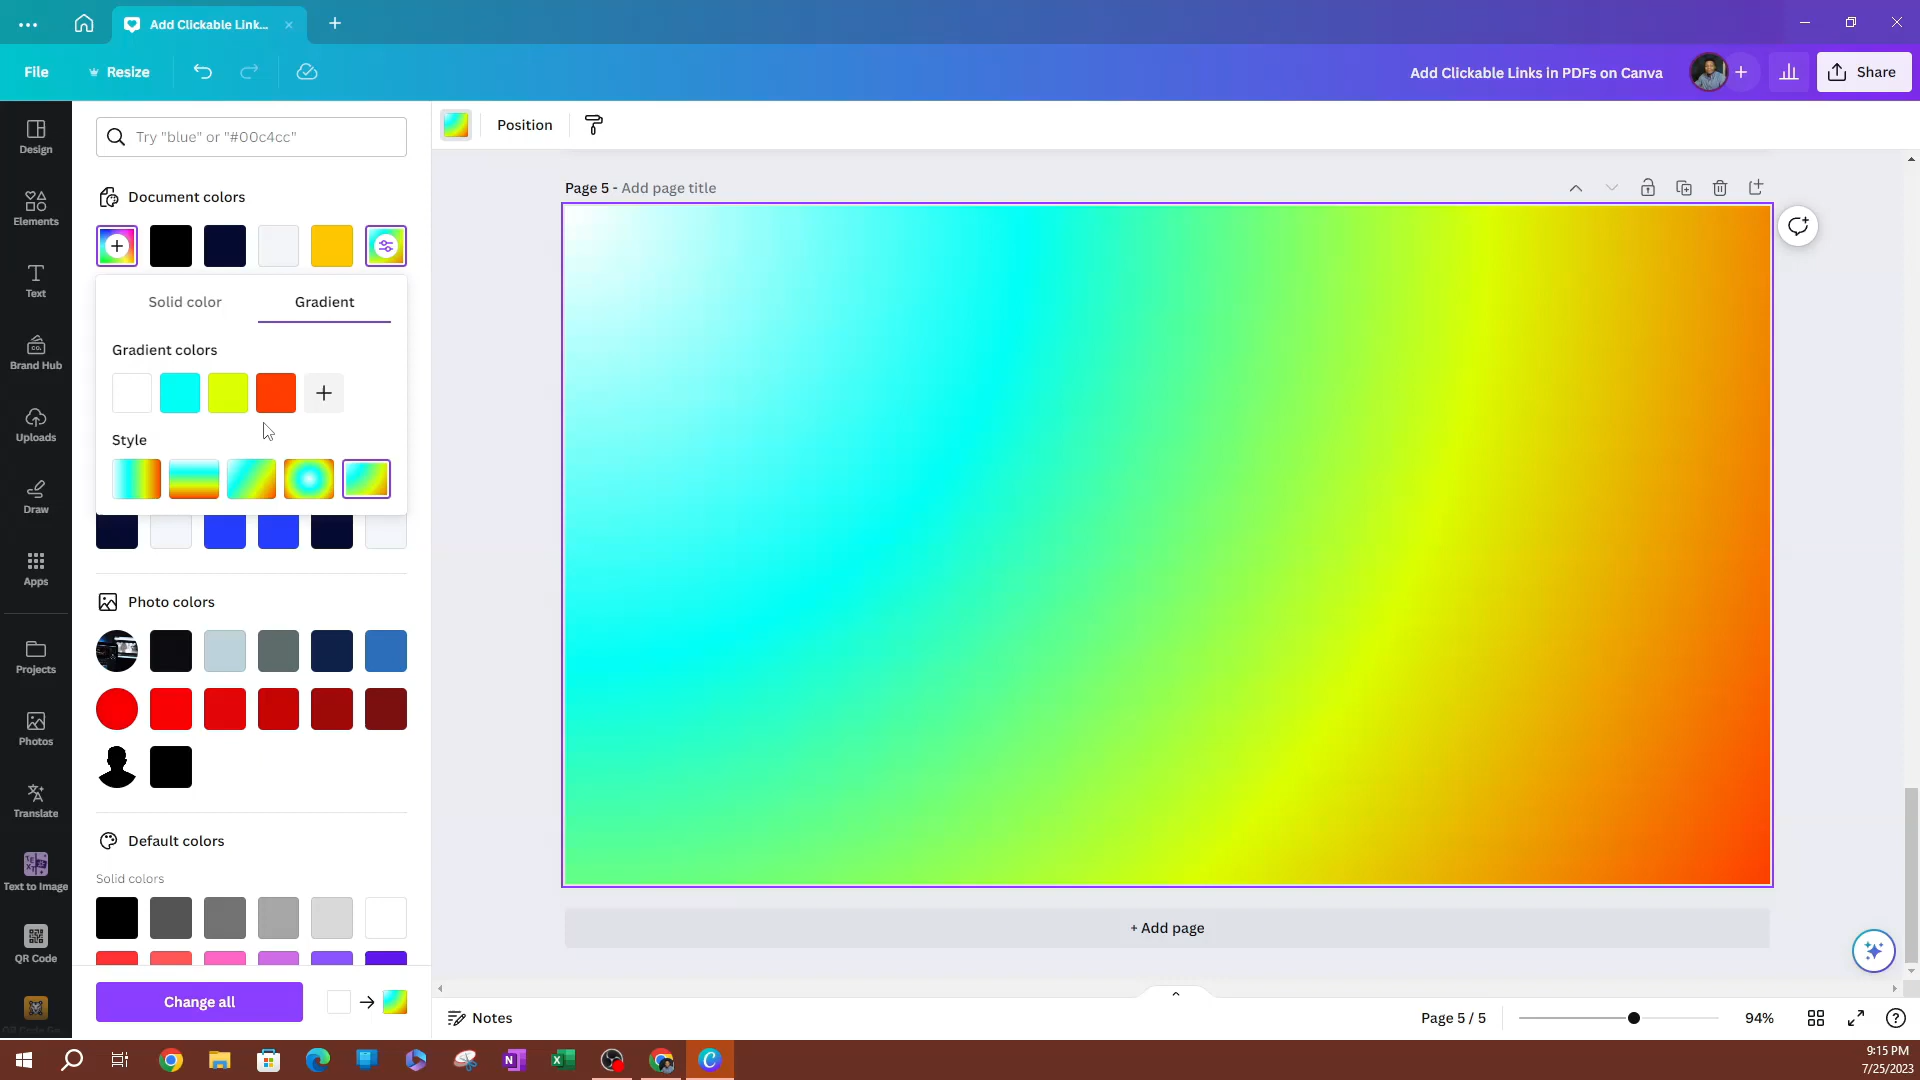 Add Clickable Link...
File
Resize
Add Clickable Links in PDFs on Canva
Share
Design
Elements
Text
Brand Hub
Uploads
Draw
Apps
Projects
Photos
Translate
Text to Image
QR Code
Try "blue" or "#00c4cc"
Document colors
Solid color
Gradient
Gradient colors
Style
Photo colors
Default colors
Solid colors
Change all
Position
Page 5 - Add page title
+ Add page
Notes
Page 5 / 5
94%
9:15 PM
7/25/2023